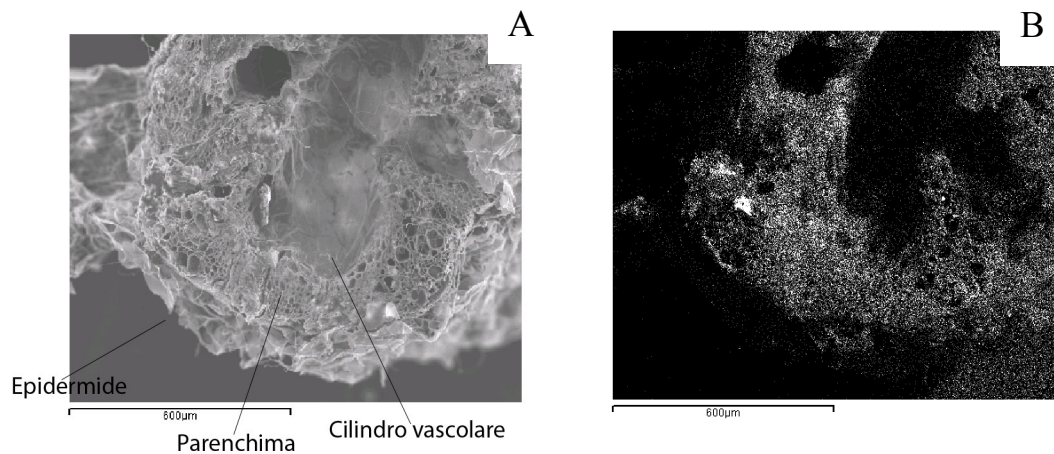 A
B
Epidermide
600µm
600µm
Parenchima
Cilindro vascolare